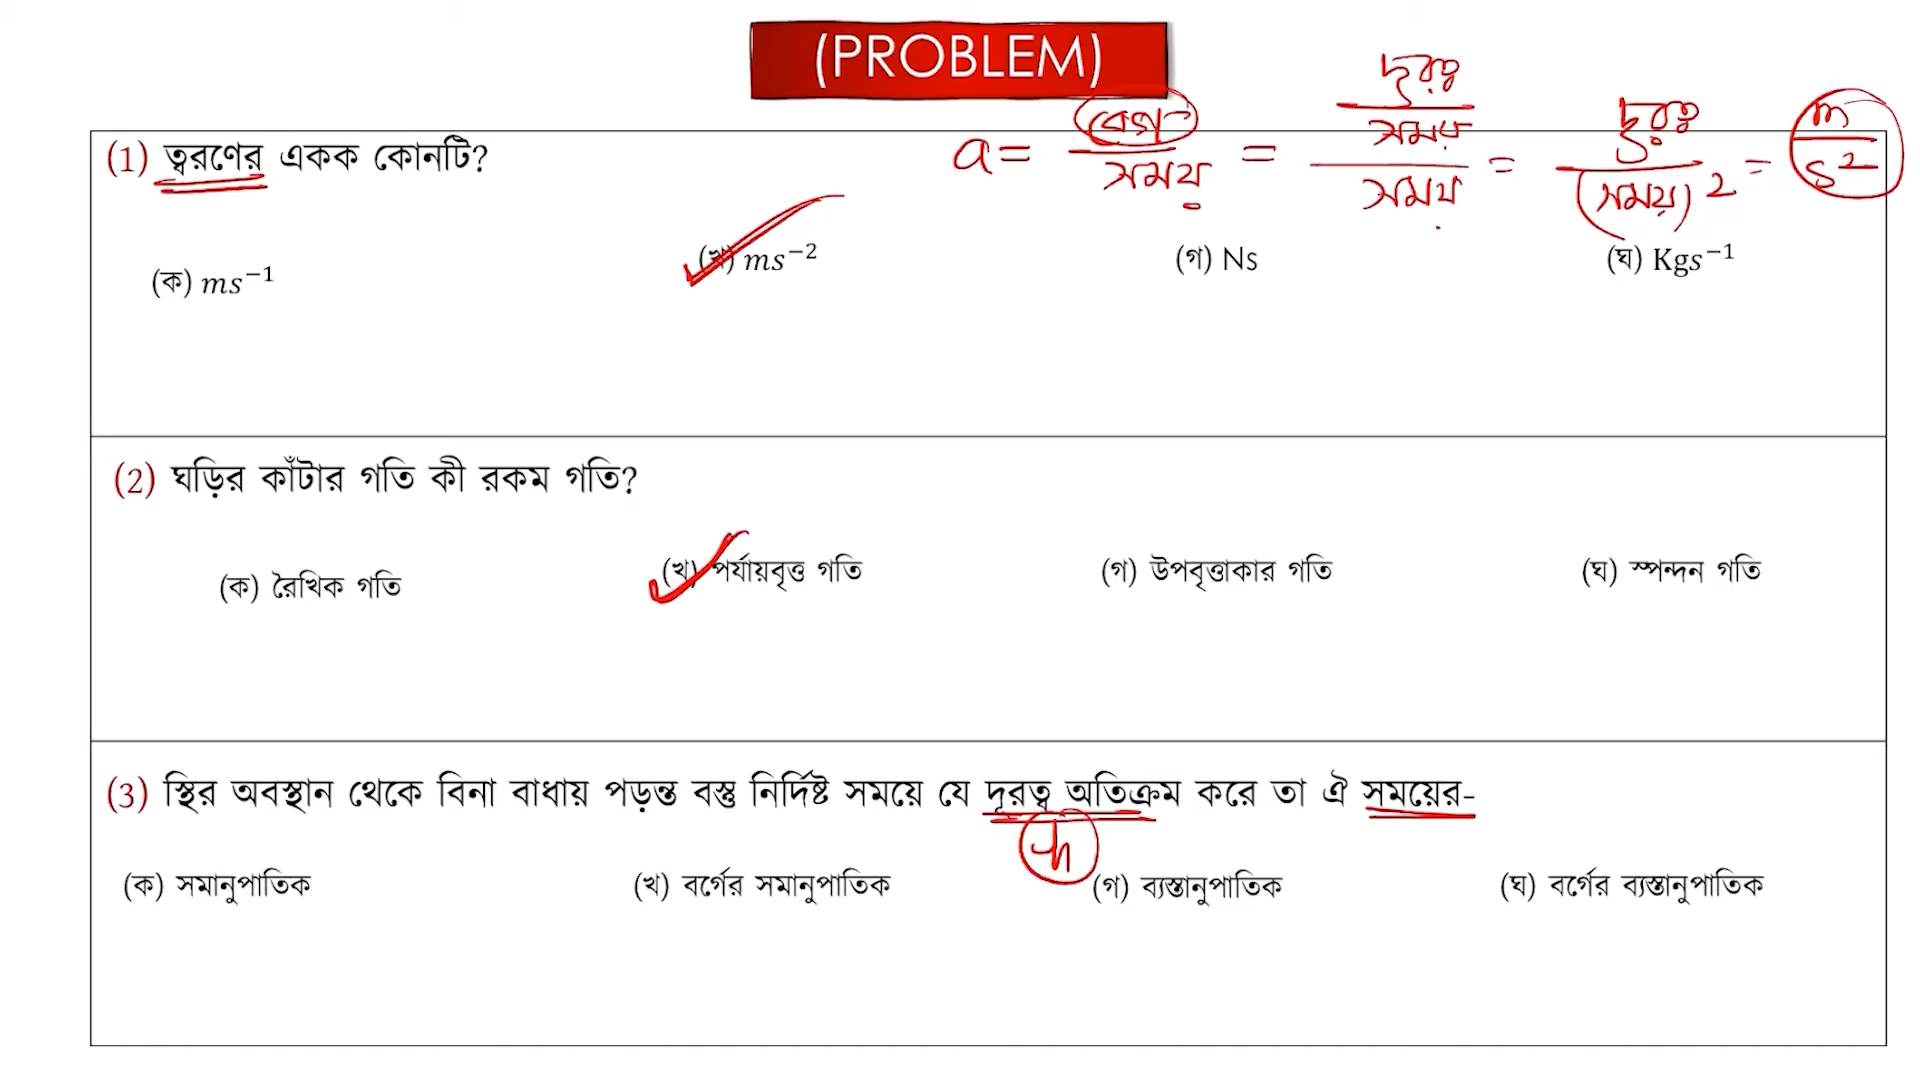 (PROBLEM)
(1) ত্বরণের একক কোনটি?
a = বেগ / সময় = দূরত্ব / সময় / সময় = দূরত্ব / (সময়)2 = m / s2
(ক) ms⁻¹ (খ) ms⁻² (গ) Ns (ঘ) Kgs⁻¹
(2) ঘড়ির কাঁটার গতি কী রকম গতি?
(ক) রৈখিক গতি (খ) পর্যায়বৃত্ত গতি (গ) উপবৃত্তাকার গতি (ঘ) স্পন্দন গতি
(3) স্থির অবস্থান থেকে বিনা বাধায় পড়ন্ত বস্তু নির্দিষ্ট সময়ে যে দূরত্ব অতিক্রম করে তা ঐ সময়ের-
h
(ক) সমানুপাতিক (খ) বর্গের সমানুপাতিক (গ) ব্যস্তানুপাতিক (ঘ) বর্গের ব্যস্তানুপাতিক